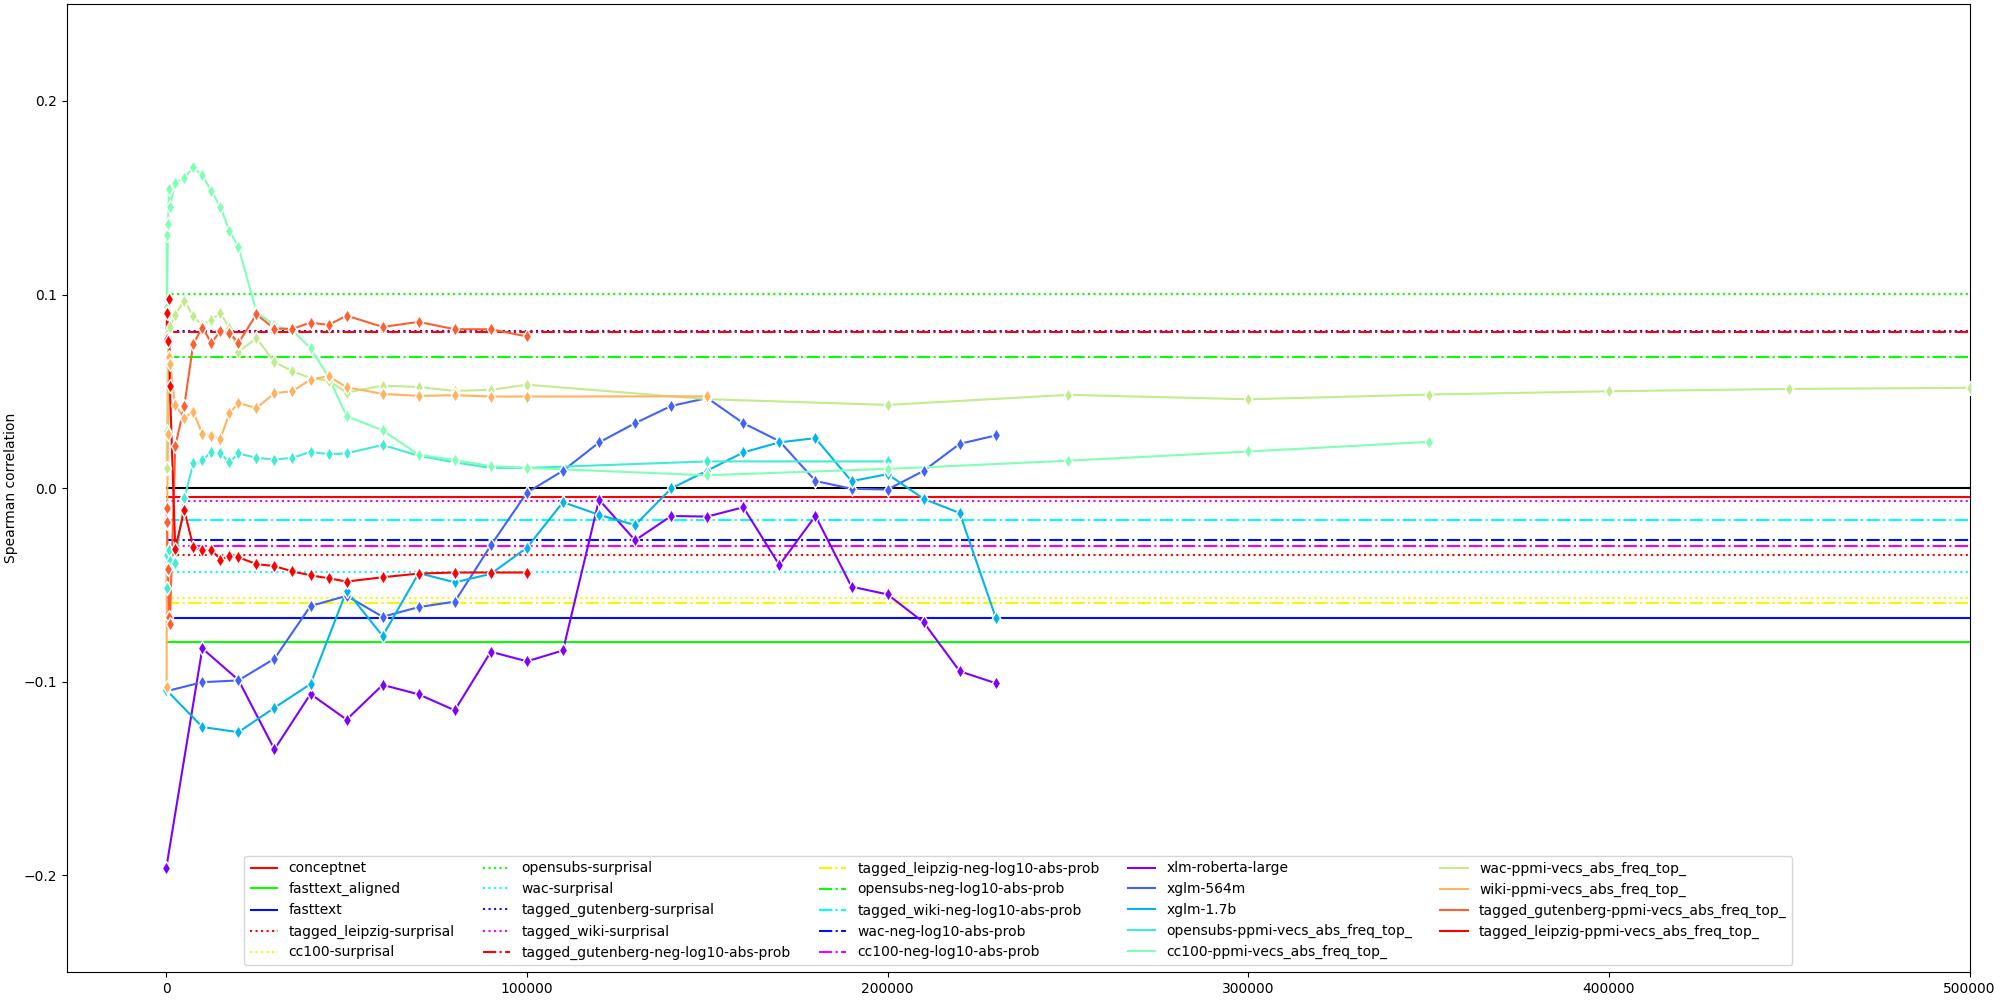 0.2
0.1
0.0
−0.1
−0.2
Spearman correlation
conceptnet
fasttext_aligned
fasttext
tagged_leipzig-surprisal
cc100-surprisal
opensubs-surprisal
wac-surprisal
tagged_gutenberg-surprisal
tagged_wiki-surprisal
tagged_gutenberg-neg-log10-abs-prob
tagged_leipzig-neg-log10-abs-prob
opensubs-neg-log10-abs-prob
tagged_wiki-neg-log10-abs-prob
wac-neg-log10-abs-prob
cc100-neg-log10-abs-prob
xlm-roberta-large
xglm-564m
xglm-1.7b
opensubs-ppmi-vecs_abs_freq_top_
cc100-ppmi-vecs_abs_freq_top_
wac-ppmi-vecs_abs_freq_top_
wiki-ppmi-vecs_abs_freq_top_
tagged_gutenberg-ppmi-vecs_abs_freq_top_
tagged_leipzig-ppmi-vecs_abs_freq_top_
0
100000
200000
300000
400000
500000